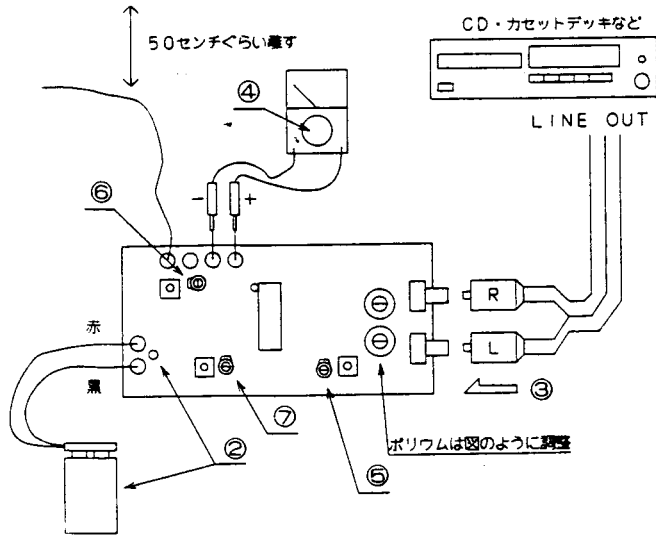 50センチぐらい離す
CD・カセットデッキなど
LINE OUT
④
⑥
- +
R
L
赤
黒
③
⑦
②
⑤
ボリウムは図のように調整